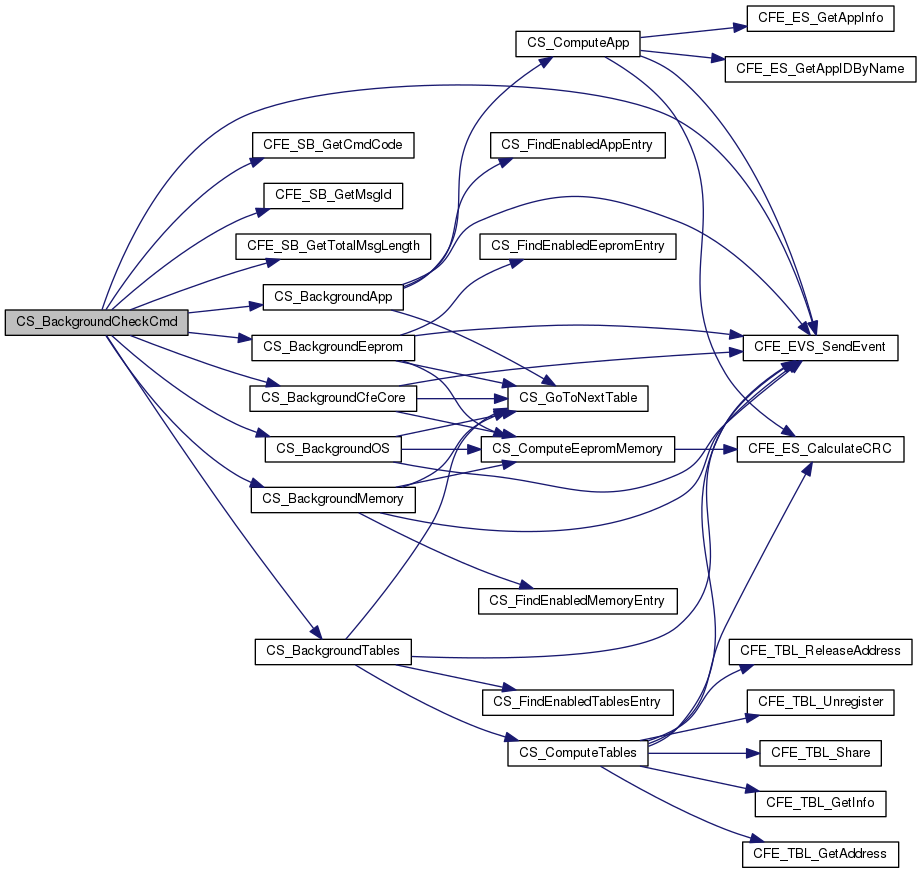 CFE_ES_GetAppInfo
CS_ComputeApp
CFE_ES_GetAppIDByName
CFE_SB_GetCmdCode
CS_FindEnabledAppEntry
CFE_SB_GetMsgId
CFE_SB_GetTotalMsgLength
CS_FindEnabledEepromEntry
CS_BackgroundApp
CS_BackgroundCheckCmd
CS_BackgroundEeprom
CFE_EVS_SendEvent
CS_BackgroundCfeCore
CS_GoToNextTable
CS_BackgroundOS
CS_ComputeEepromMemory
CFE_ES_CalculateCRC
CS_BackgroundMemory
CS_FindEnabledMemoryEntry
CS_BackgroundTables
CFE_TBL_ReleaseAddress
CS_FindEnabledTablesEntry
CFE_TBL_Unregister
CS_ComputeTables
CFE_TBL_Share
CFE_TBL_GetInfo
CFE_TBL_GetAddress